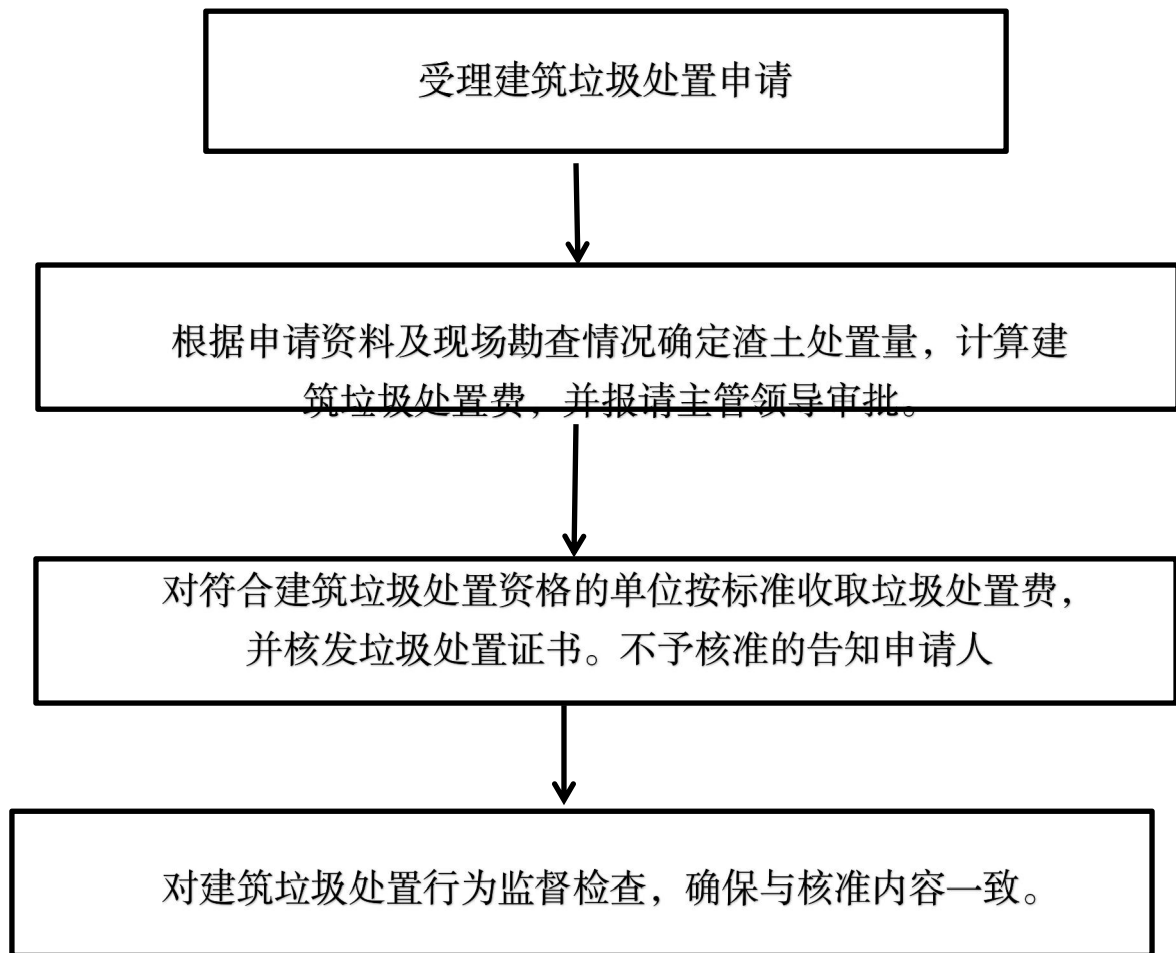 受理建筑垃圾处置申请
根据申请资料及现场勘查情况确定渣土处置量，计算建
筑垃圾处置费，并报请主管领导审批。
对符合建筑垃圾处置资格的单位按标准收取垃圾处置费，
并核发垃圾处置证书。不予核准的告知申请人
对建筑垃圾处置行为监督检查，确保与核准内容一致。